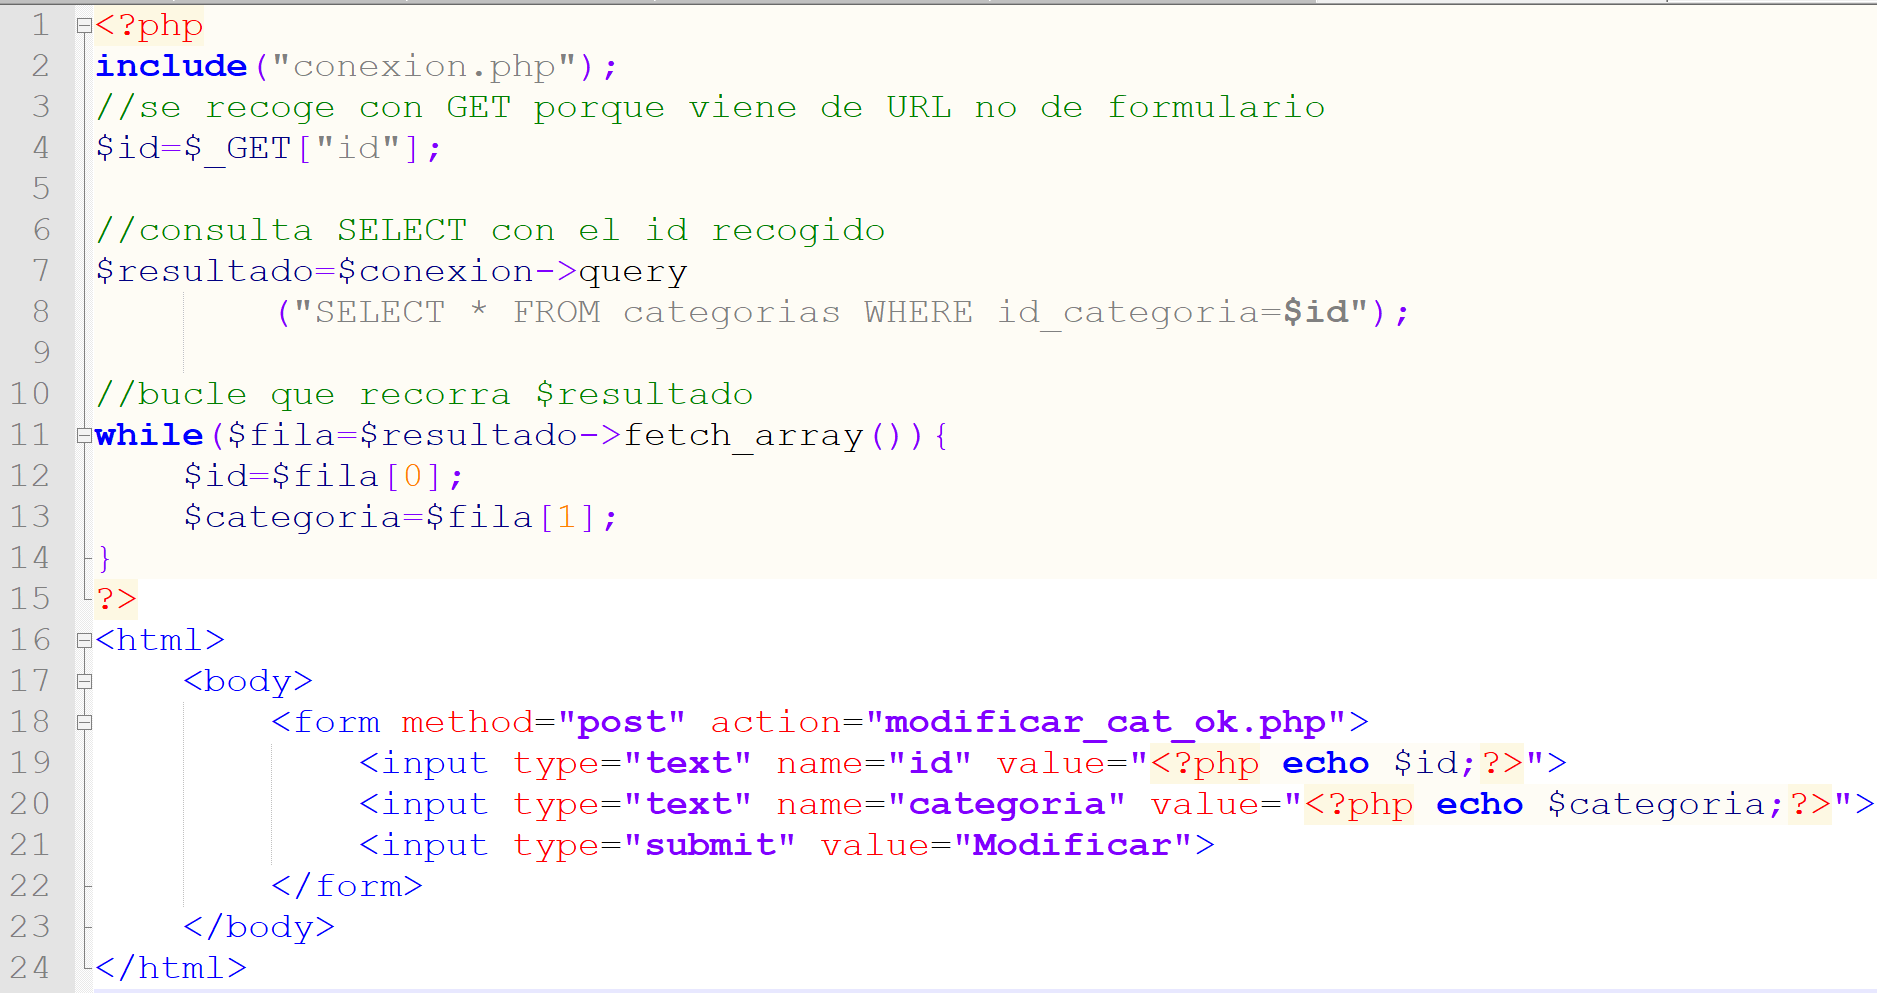 1 <?php
2 include("conexion.php");
3 //se recoge con GET porque viene de URL no de formulario
4 $id=$_GET["id"];
5
6 //consulta SELECT con el id recogido
7 $resultado=$conexion->query
8 ("SELECT * FROM categorias WHERE id_categoria=$id");
9
10 //bucle que recorra $resultado
11 while($fila=$resultado->fetch_array()){
12 $id=$fila[0];
13 $categoria=$fila[1];
14 }
15 ?>
16 <html>
17 <body>
18 <form method="post" action="modificar_cat_ok.php">
19 <input type="text" name="id" value="<?php echo $id;?>">
20 <input type="text" name="categoria" value="<?php echo $categoria;?>">
21 <input type="submit" value="Modificar">
22 </form>
23 </body>
24 </html>